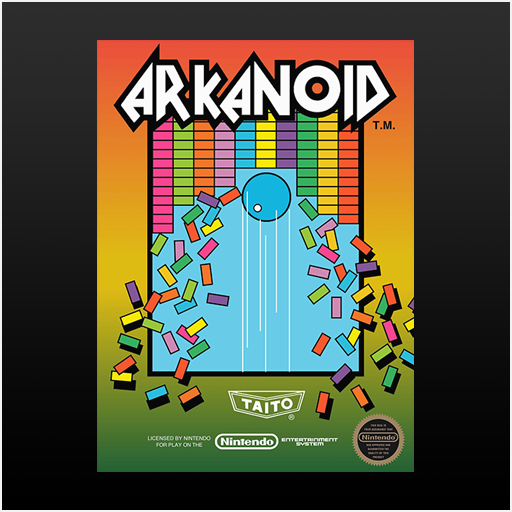 ARKANOID
T.M.
TAITO
®
LICENSED BY NINTENDO
FOR PLAY ON THE
Nintendo
ENTERTAINMENT
SYSTEM
Nintendo